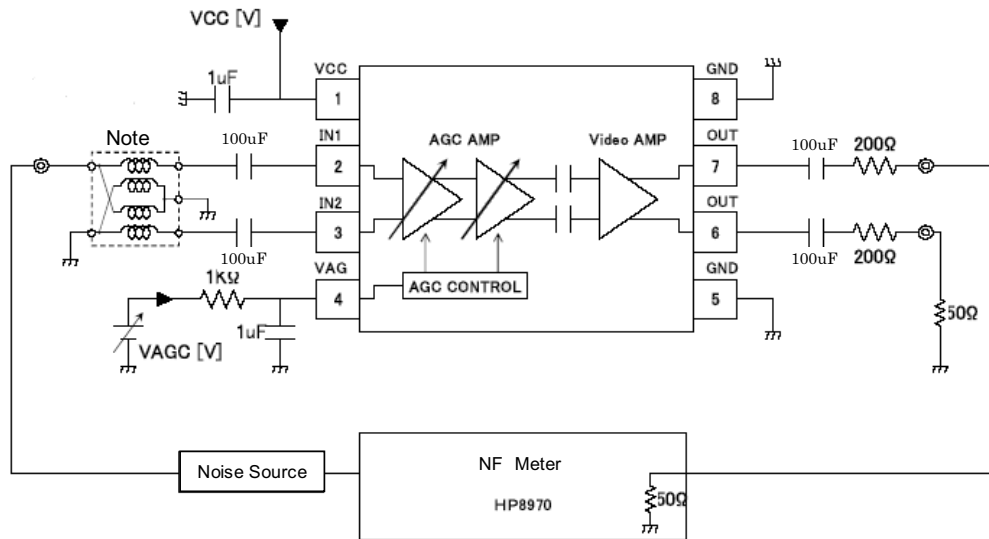 VCC [V]
1uF
VCC
1
GND
8
Note
100uF
IN1
2
AGC AMP
Video AMP
OUT
7
100uF
200Ω
IN2
3
100uF
OUT
6
100uF
200Ω
1KΩ
VAG
4
AGC CONTROL
GND
5
1uF
VAGC [V]
50Ω
Noise Source
NF Meter
HP8970
50Ω